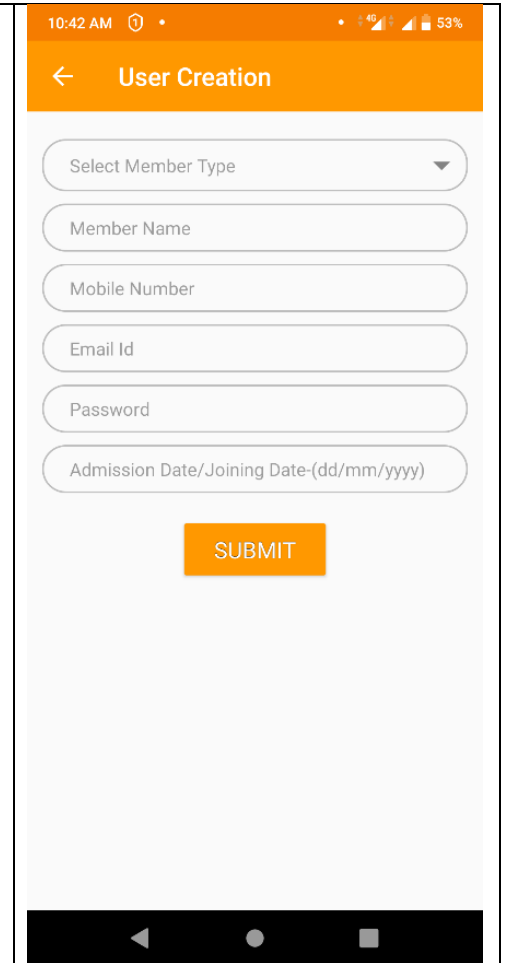 10:42 AM
4G 53%
User Creation
Select Member Type
Member Name
Mobile Number
Email Id
Password
Admission Date/Joining Date-(dd/mm/yyyy)
SUBMIT